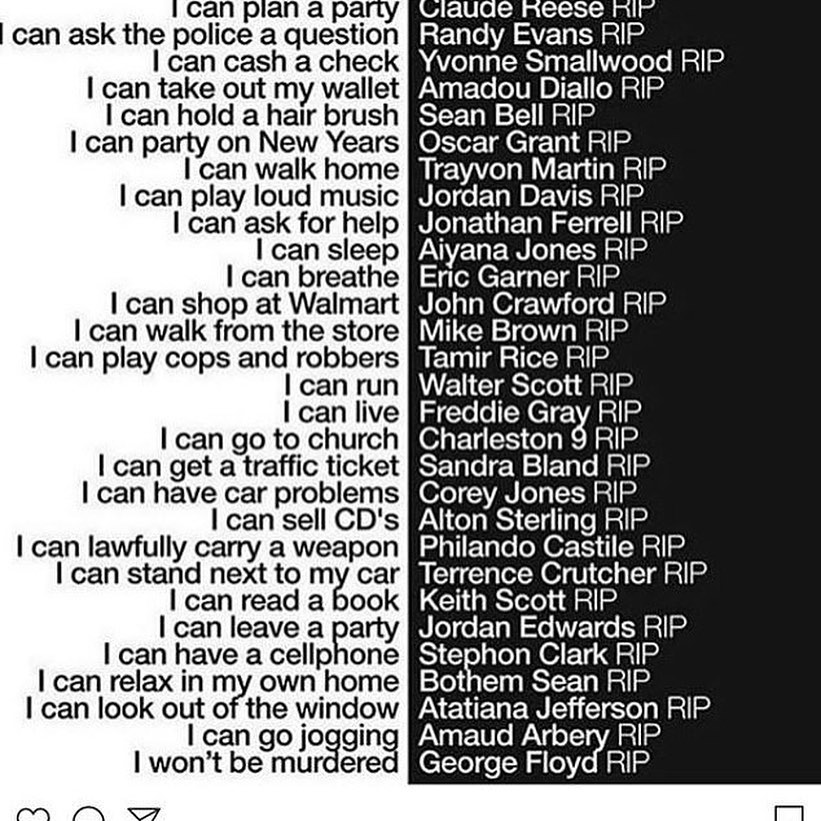 I can plan a party Claude Reese RIP
I can ask the police a question Randy Evans RIP
I can cash a check Yvonne Smallwood RIP
I can take out my wallet Amadou Diallo RIP
I can hold a hair brush Sean Bell RIP
I can party on New Years Oscar Grant RIP
I can walk home Trayvon Martin RIP
I can play loud music Jordan Davis RIP
I can ask for help Jonathan Ferrell RIP
I can sleep Aiyana Jones RIP
I can breathe Eric Garner RIP
I can shop at Walmart John Crawford RIP
I can walk from the store Mike Brown RIP
I can play cops and robbers Tamir Rice RIP
I can run Walter Scott RIP
I can live Freddie Gray RIP
I can go to church Charleston 9 RIP
I can get a traffic ticket Sandra Bland RIP
I can have car problems Corey Jones RIP
I can sell CD's Alton Sterling RIP
I can lawfully carry a weapon Philando Castile RIP
I can stand next to my car Terrence Crutcher RIP
I can read a book Keith Scott RIP
I can leave a party Jordan Edwards RIP
I can have a cellphone Stephon Clark RIP
I can relax in my own home Bothem Sean RIP
I can look out of the window Atatiana Jefferson RIP
I can go jogging Amaud Arbery RIP
I won't be murdered George Floyd RIP